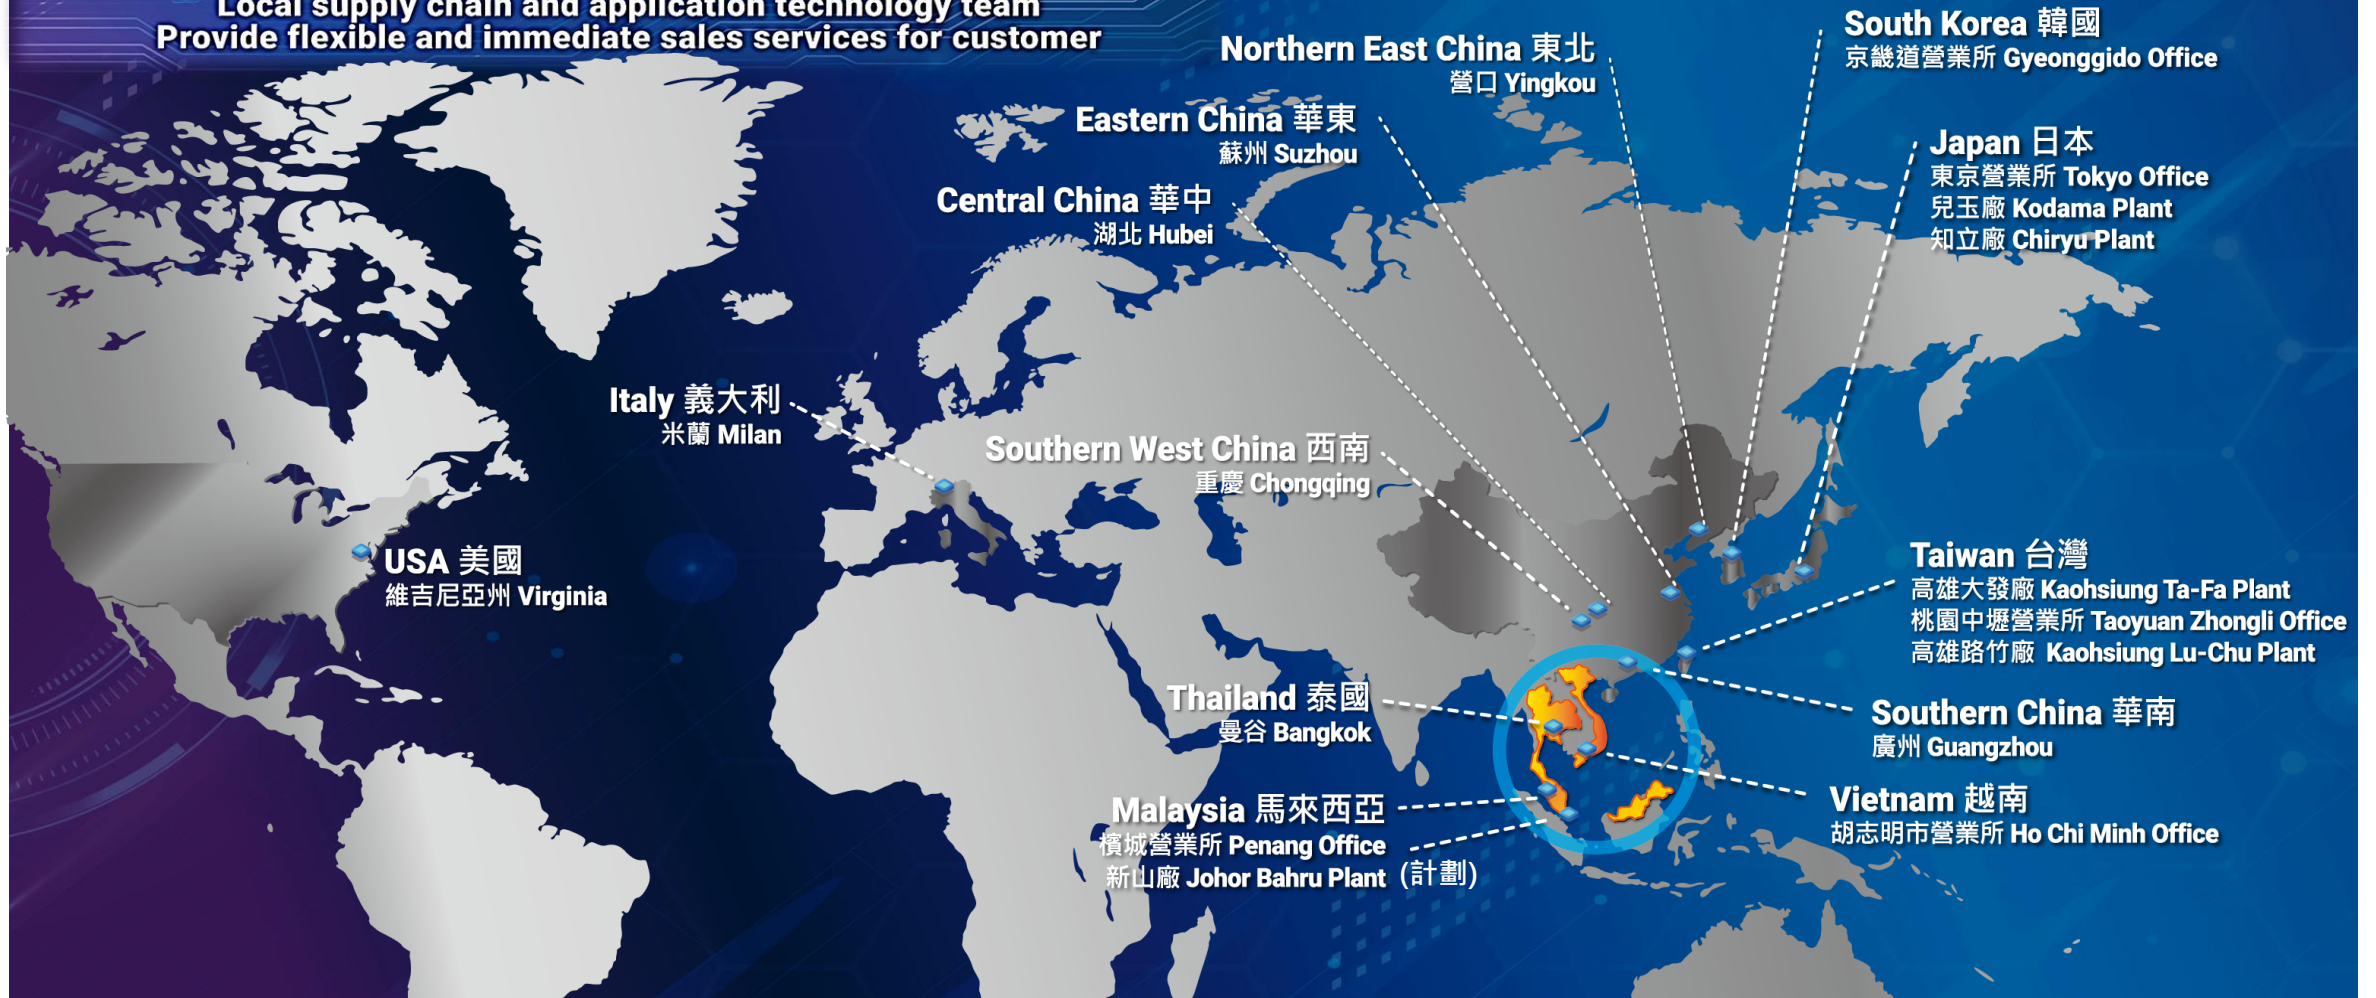 Local supply chain and application technology team
Provide flexible and immediate sales services for customer
South Korea 韓國
京畿道營業所 Gyeonggido Office
Northern East China 東北
營口 Yingkou
Eastern China 華東
蘇州 Suzhou
Japan 日本
東京營業所 Tokyo Office
兒玉廠 Kodama Plant
知立廠 Chiryu Plant
Central China 華中
湖北 Hubei
Italy 義大利
米蘭 Milan
Southern West China 西南
重慶 Chongqing
USA 美國
維吉尼亞州 Virginia
Taiwan 台灣
高雄大發廠 Kaohsiung Ta-Fa Plant
桃園中壢營業所 Taoyuan Zhongli Office
高雄路竹廠 Kaohsiung Lu-Chu Plant
Thailand 泰國
曼谷 Bangkok
Southern China 華南
廣州 Guangzhou
Malaysia 馬來西亞
檳城營業所 Penang Office
新山廠 Johor Bahru Plant (計劃)
Vietnam 越南
胡志明市營業所 Ho Chi Minh Office